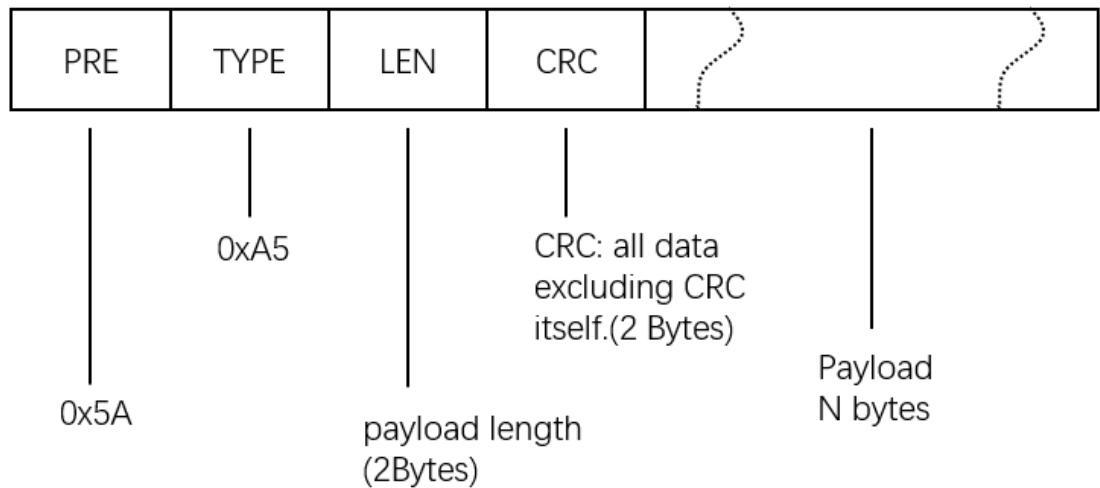 PRE
TYPE
LEN
CRC
0xA5
CRC: all data
excluding CRC
itself.(2 Bytes)
Payload
N bytes
0x5A
payload length
(2Bytes)